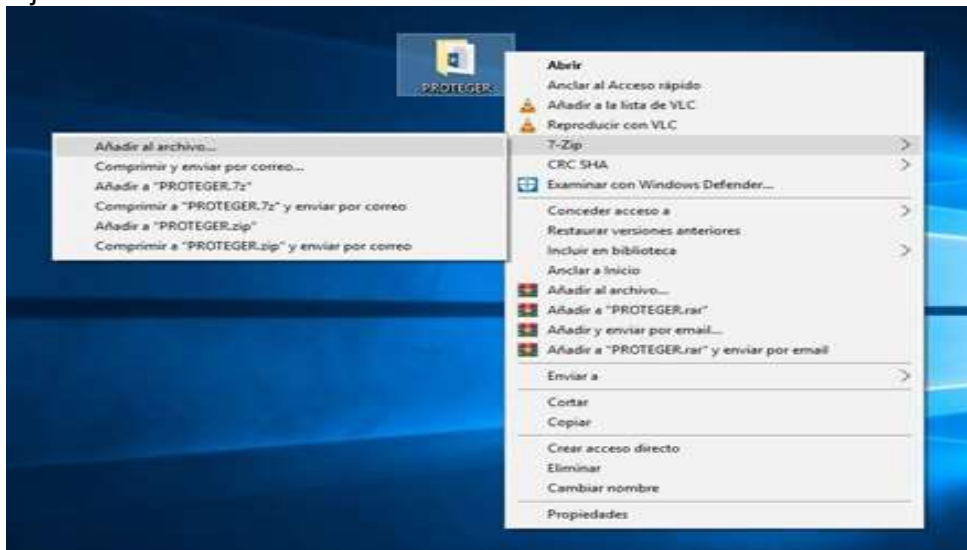 PROTEGER
Abrir
Anclar al Acceso rápido
Añadir a la lista de VLC
Reproducir con VLC
7-Zip
CRC SHA
Examinar con Windows Defender...
Conceder acceso a
Restaurar versiones anteriores
Incluir en biblioteca
Anclar a Inicio
Añadir al archivo...
Añadir a "PROTEGER.rar"
Añadir y enviar por email...
Añadir a "PROTEGER.rar" y enviar por email
Enviar a
Cortar
Copiar
Crear acceso directo
Eliminar
Cambiar nombre
Propiedades
Añadir al archivo...
Comprimir y enviar por correo...
Añadir a "PROTEGER.7z"
Comprimir a "PROTEGER.7z" y enviar por correo
Añadir a "PROTEGER.zip"
Comprimir a "PROTEGER.zip" y enviar por correo